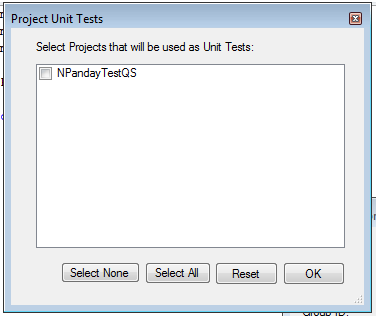 Project Unit Tests
Select Projects that will be used as Unit Tests:
NPandayTestQS
Select None
Select All
Reset
OK
Group ID: